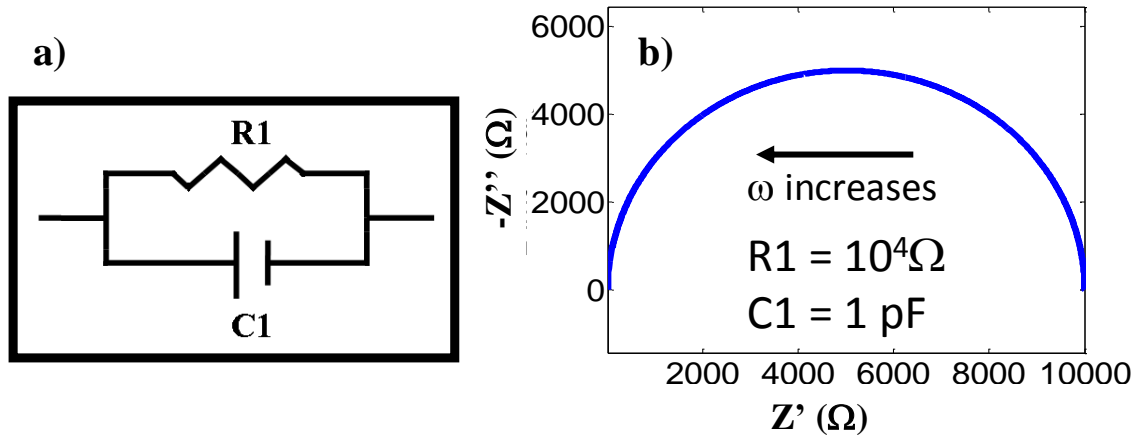 a)
R1
C1
b)
6000
4000
2000
0
-Z'' (Ω)
ω increases
R1 = 10⁴Ω
C1 = 1 pF
2000 4000 6000 8000 10000
Z’ (Ω)